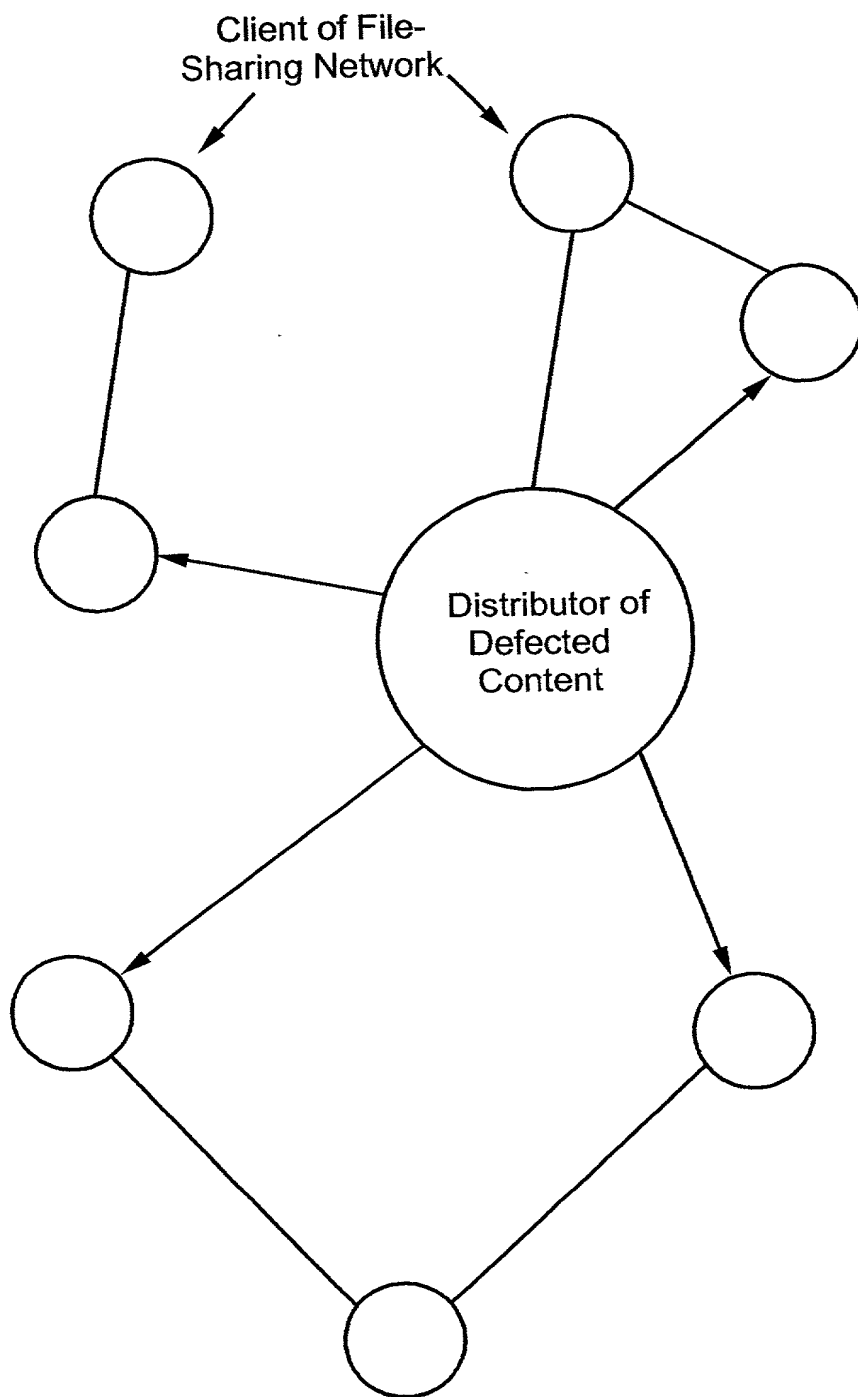 Client of File-
Sharing Network
Distributor of
Defected
Content